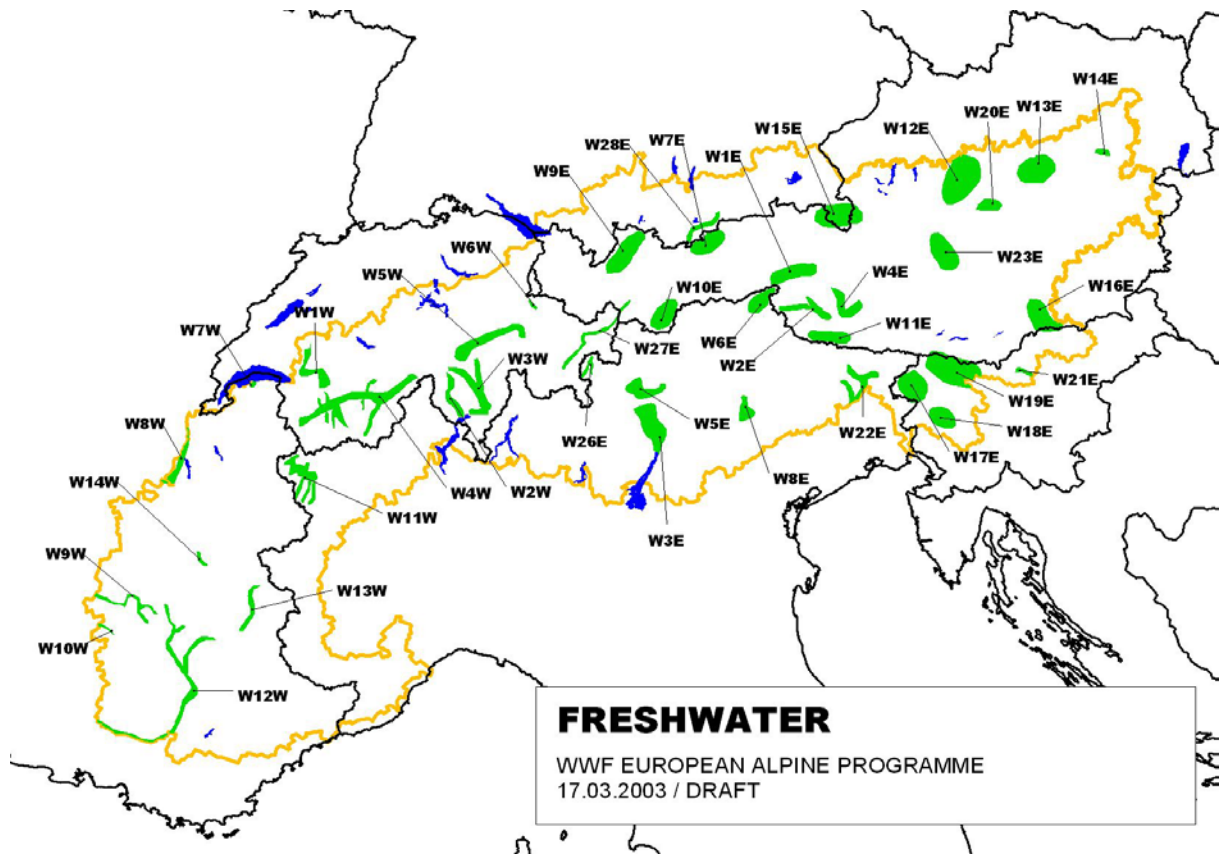 W14E
W20E
W13E
W15E
W12E
W7E
W28E
W1E
W9E
W6W
W5W
W4E
W23E
W10E
W16E
W1W
W7W
W11E
W6E
W2E
W27E
W3W
W21E
W19E
W5E
W18E
W8W
W26E
W22E
W17E
W14W
W4W
W2W
W8E
W11W
W3E
W9W
W13W
W10W
W12W
FRESHWATER
WWF EUROPEAN ALPINE PROGRAMME
17.03.2003 / DRAFT